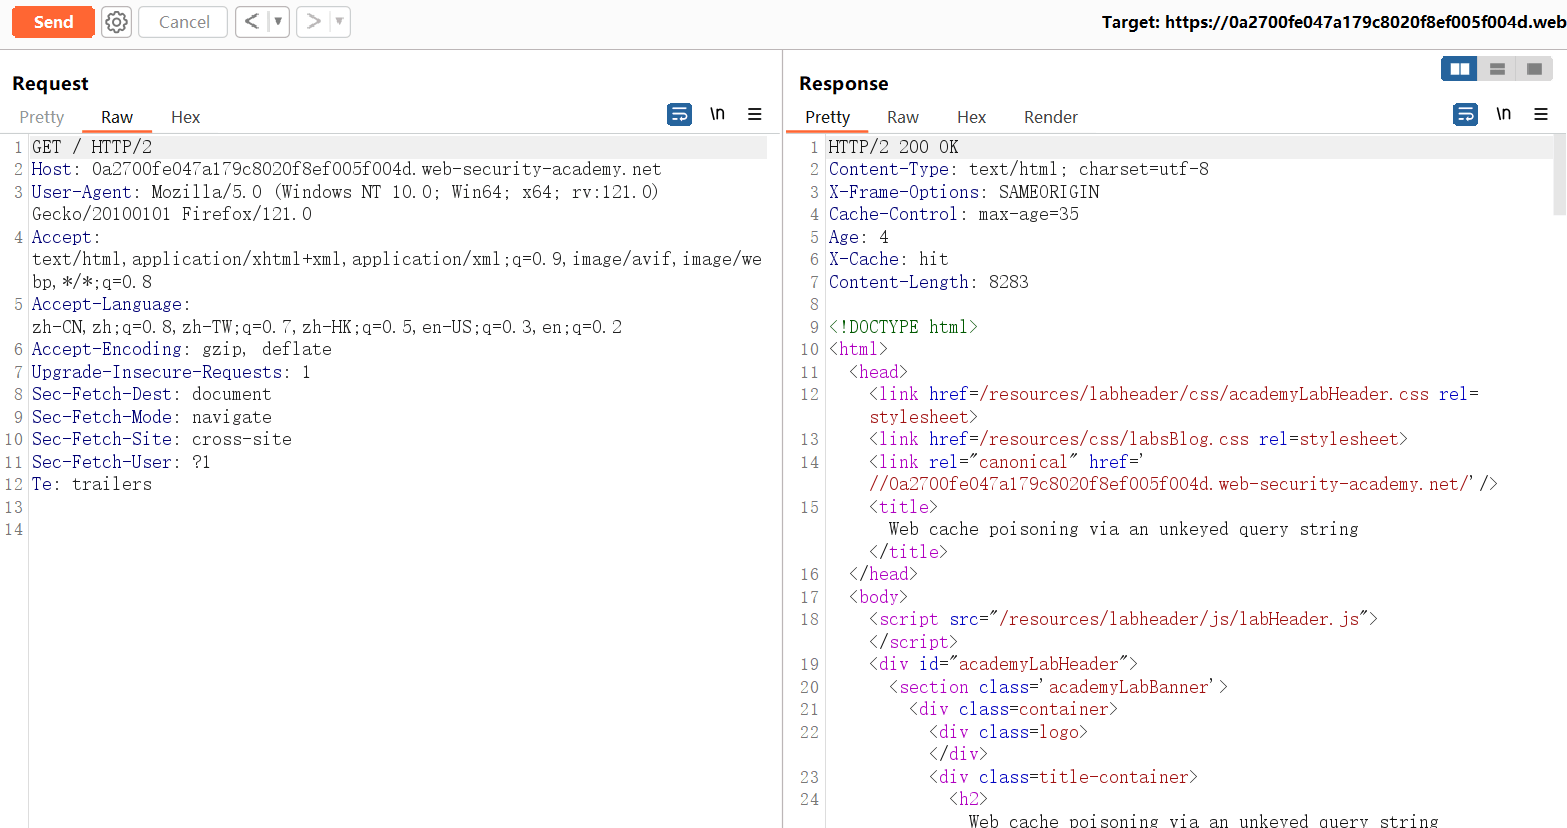 Send
Cancel
< ▼
> ▼
Target: https://0a2700fe047a179c8020f8ef005f004d.web
Request
Pretty Raw Hex
\n
1 GET / HTTP/2
2 Host: 0a2700fe047a179c8020f8ef005f004d.web-security-academy.net
3 User-Agent: Mozilla/5.0 (Windows NT 10.0; Win64; x64; rv:121.0)
Gecko/20100101 Firefox/121.0
4 Accept:
text/html,application/xhtml+xml,application/xml;q=0.9,image/avif,image/we
bp,*/*;q=0.8
5 Accept-Language:
zh-CN,zh;q=0.8,zh-TW;q=0.7,zh-HK;q=0.5,en-US;q=0.3,en;q=0.2
6 Accept-Encoding: gzip, deflate
7 Upgrade-Insecure-Requests: 1
8 Sec-Fetch-Dest: document
9 Sec-Fetch-Mode: navigate
10 Sec-Fetch-Site: cross-site
11 Sec-Fetch-User: ?1
12 Te: trailers
13
14
Response
Pretty Raw Hex Render
\n
1 HTTP/2 200 OK
2 Content-Type: text/html; charset=utf-8
3 X-Frame-Options: SAMEORIGIN
4 Cache-Control: max-age=35
5 Age: 4
6 X-Cache: hit
7 Content-Length: 8283
8
9 <!DOCTYPE html>
10 <html>
11 <head>
12 <link href=/resources/labheader/css/academyLabHeader.css rel=
stylesheet>
13 <link href=/resources/css/labsBlog.css rel=stylesheet>
14 <link rel="canonical" href='
//0a2700fe047a179c8020f8ef005f004d.web-security-academy.net/'/>
15 <title>
Web cache poisoning via an unkeyed query string
</title>
16 </head>
17 <body>
18 <script src="/resources/labheader/js/labHeader.js">
</script>
19 <div id="academyLabHeader">
20 <section class='academyLabBanner'>
21 <div class=container>
22 <div class=logo>
</div>
23 <div class=title-container>
24 <h2>
Web cache poisoning via an unkeyed query string